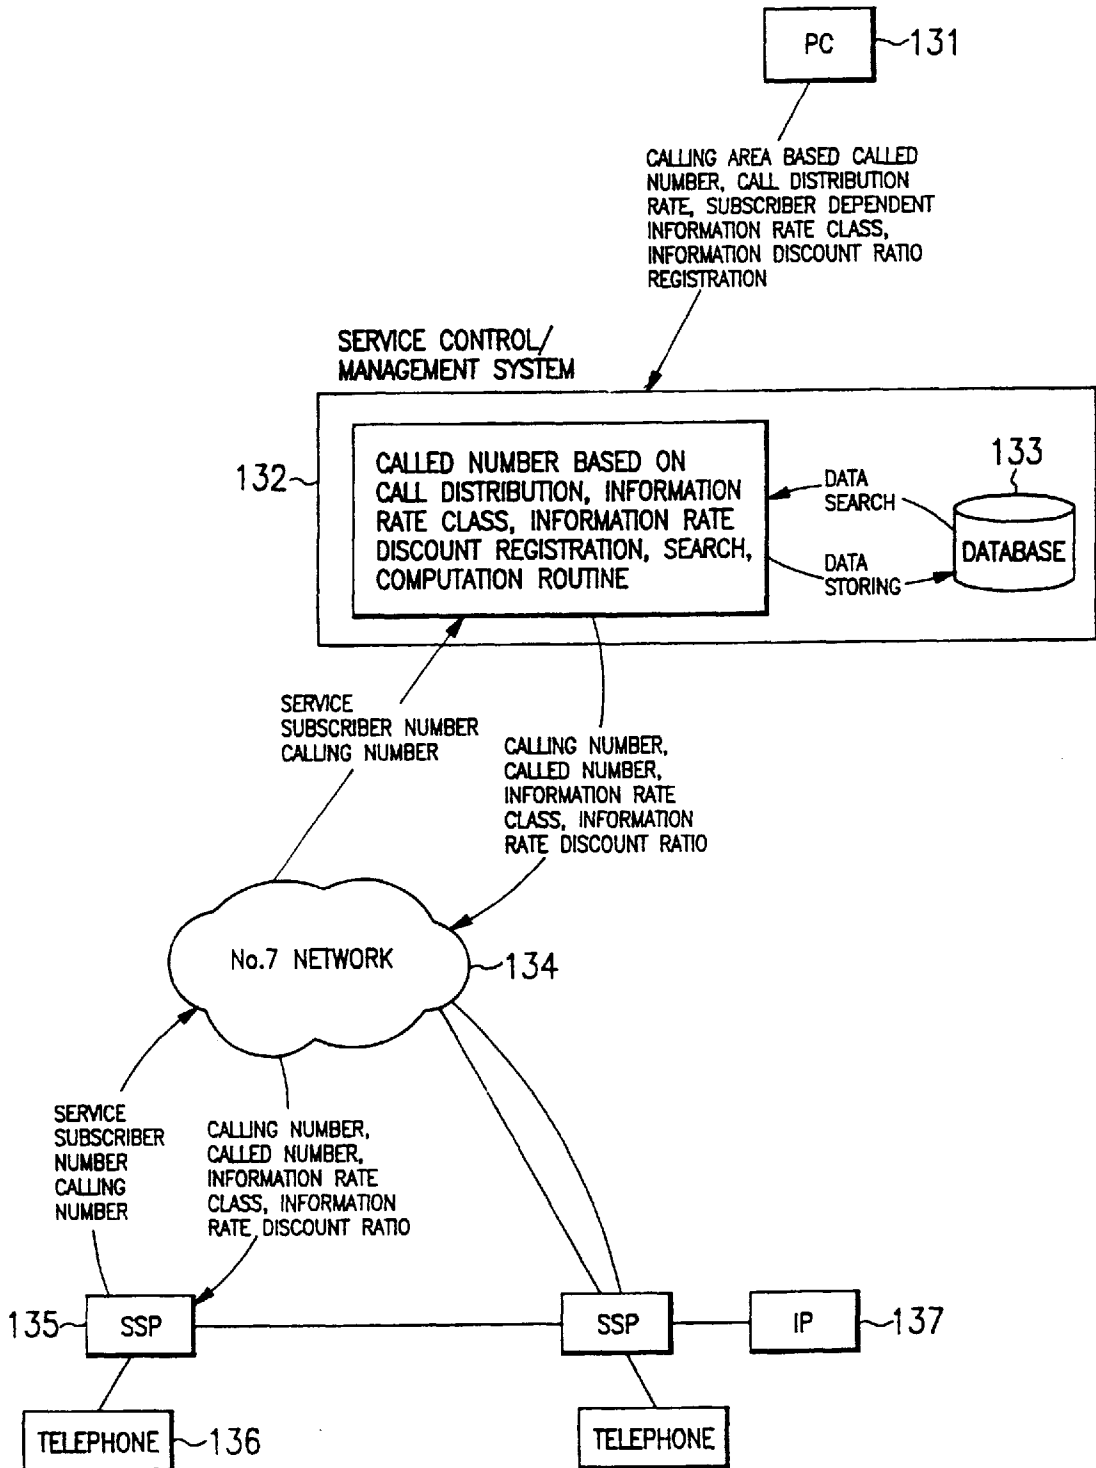 PC
131
CALLING AREA BASED CALLED
NUMBER, CALL DISTRIBUTION
RATE, SUBSCRIBER DEPENDENT
INFORMATION RATE CLASS,
INFORMATION DISCOUNT RATIO
REGISTRATION
SERVICE CONTROL/
MANAGEMENT SYSTEM
132
CALLED NUMBER BASED ON
CALL DISTRIBUTION, INFORMATION
RATE CLASS, INFORMATION RATE
DISCOUNT REGISTRATION, SEARCH,
COMPUTATION ROUTINE
DATA
SEARCH
DATA
STORING
133
DATABASE
SERVICE
SUBSCRIBER NUMBER
CALLING NUMBER
CALLING NUMBER,
CALLED NUMBER,
INFORMATION RATE
CLASS, INFORMATION
RATE DISCOUNT RATIO
No.7 NETWORK
134
SERVICE
SUBSCRIBER
NUMBER
CALLING
NUMBER
CALLING NUMBER,
CALLED NUMBER,
INFORMATION RATE
CLASS, INFORMATION
RATE DISCOUNT RATIO
135
SSP
SSP
IP
137
TELEPHONE
136
TELEPHONE